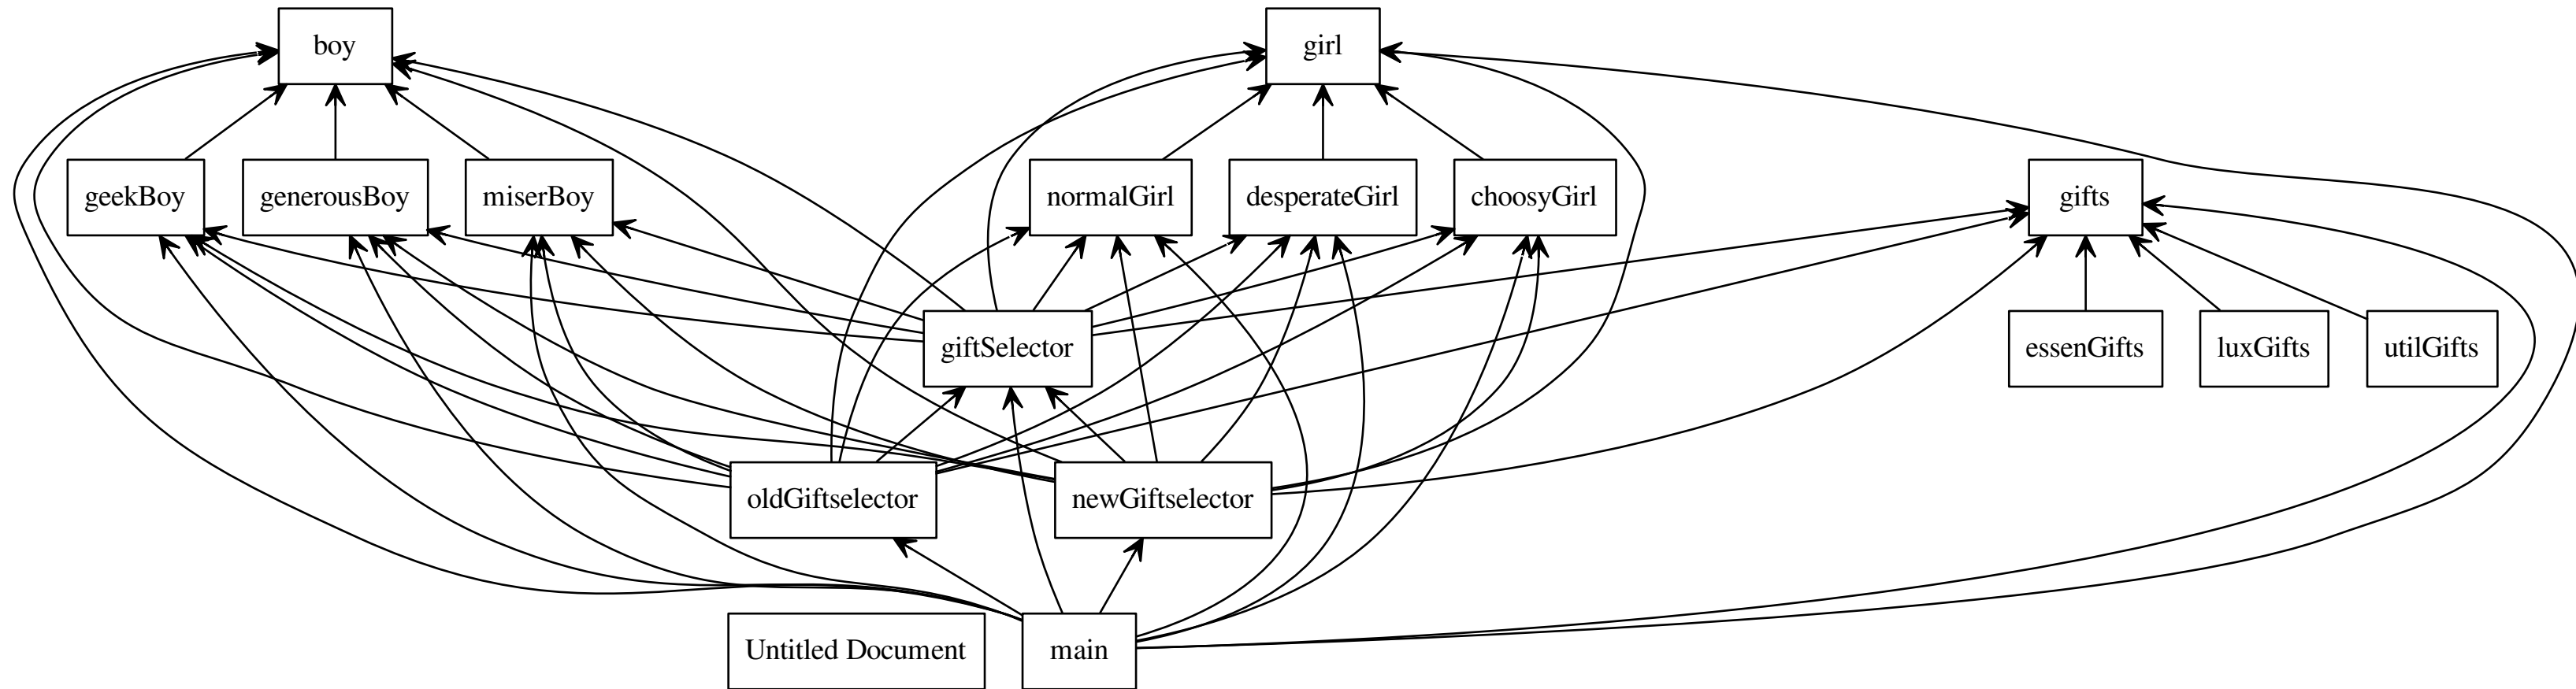 boy
girl
geekBoy
generousBoy
miserBoy
normalGirl
desperateGirl
choosyGirl
gifts
giftSelector
essenGifts
luxGifts
utilGifts
oldGiftselector
newGiftselector
Untitled Document
main